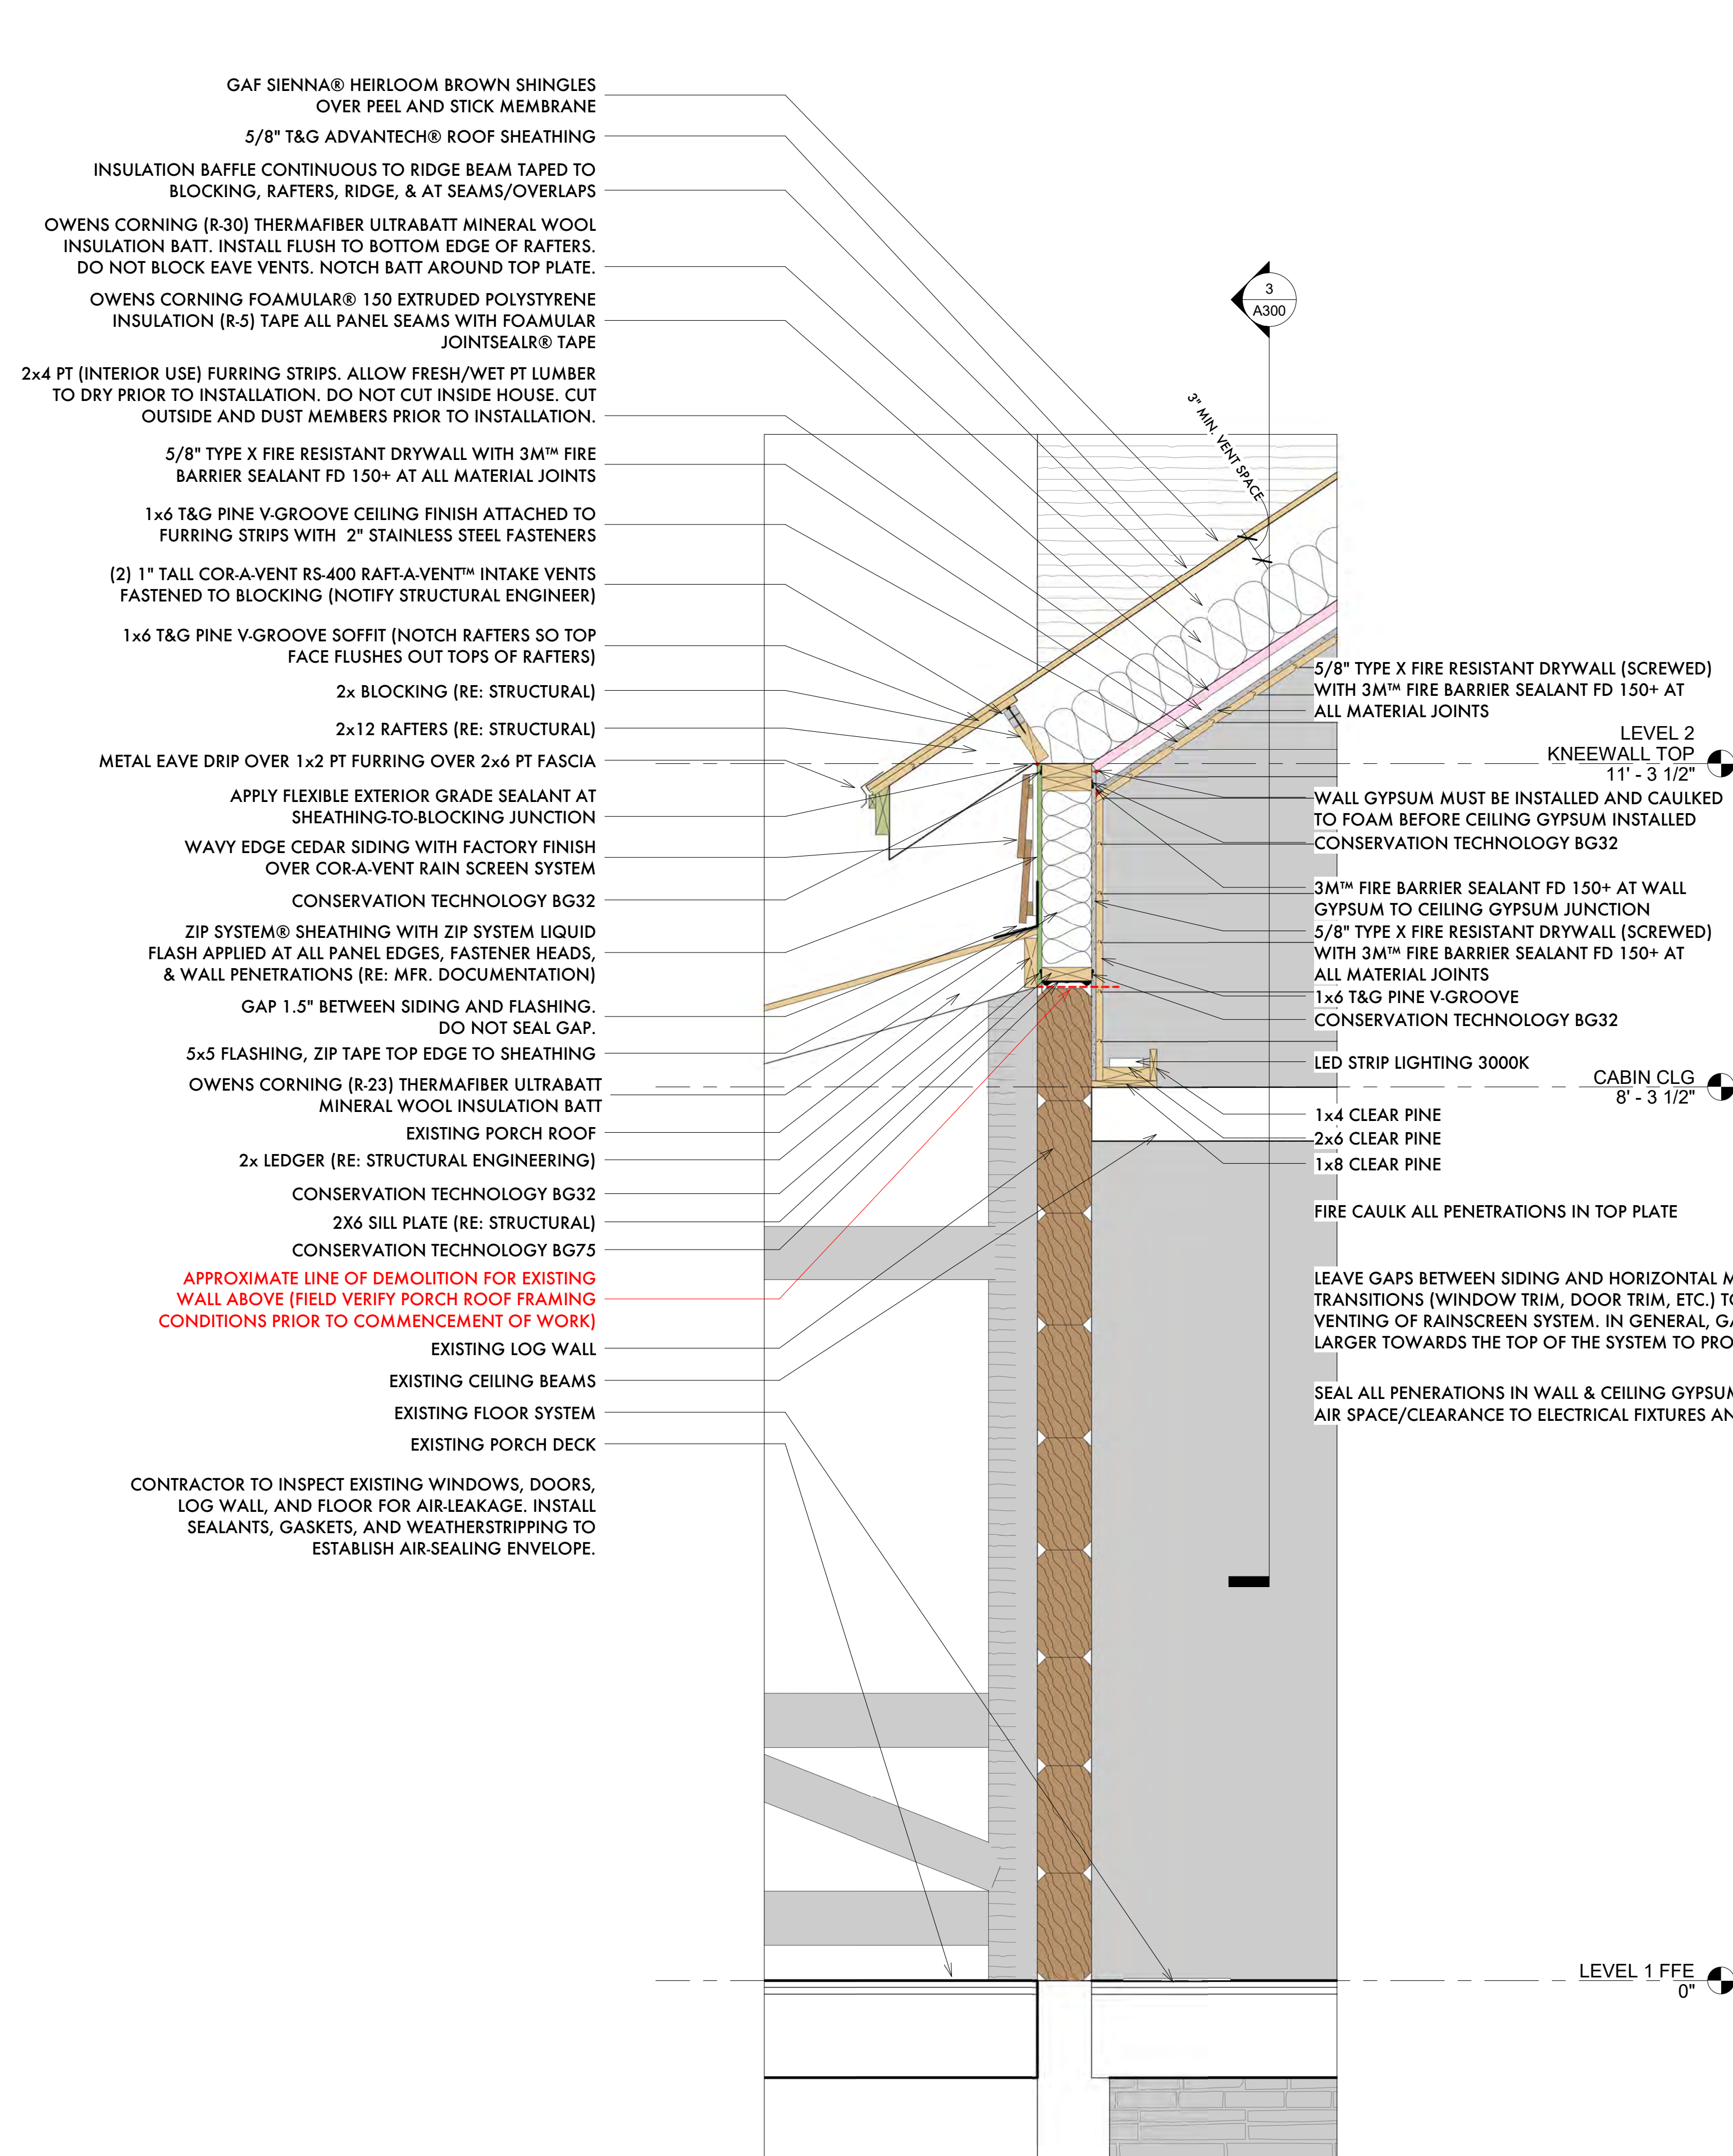 GAF SIENNA® HEIRLOOM BROWN SHINGLES
OVER PEEL AND STICK MEMBRANE
5/8" T&G ADVANTECH® ROOF SHEATHING
INSULATION BAFFLE CONTINUOUS TO RIDGE BEAM TAPED TO
BLOCKING, RAFTERS, RIDGE, & AT SEAMS/OVERLAPS
OWENS CORNING (R-30) THERMAFIBER ULTRABATT MINERAL WOOL
INSULATION BATT. INSTALL FLUSH TO BOTTOM EDGE OF RAFTERS.
DO NOT BLOCK EAVE VENTS. NOTCH BATT AROUND TOP PLATE.
OWENS CORNING FOAMULAR® 150 EXTRUDED POLYSTYRENE
INSULATION (R-5) TAPE ALL PANEL SEAMS WITH FOAMULAR
JOINTSEALR® TAPE
2x4 PT (INTERIOR USE) FURRING STRIPS. ALLOW FRESH/WET PT LUMBER
TO DRY PRIOR TO INSTALLATION. DO NOT CUT INSIDE HOUSE. CUT
OUTSIDE AND DUST MEMBERS PRIOR TO INSTALLATION.
5/8" TYPE X FIRE RESISTANT DRYWALL WITH 3M™ FIRE
BARRIER SEALANT FD 150+ AT ALL MATERIAL JOINTS
1x6 T&G PINE V-GROOVE CEILING FINISH ATTACHED TO
FURRING STRIPS WITH 2" STAINLESS STEEL FASTENERS
(2) 1" TALL COR-A-VENT RS-400 RAFT-A-VENT™ INTAKE VENTS
FASTENED TO BLOCKING (NOTIFY STRUCTURAL ENGINEER)
1x6 T&G PINE V-GROOVE SOFFIT (NOTCH RAFTERS SO TOP
FACE FLUSHES OUT TOPS OF RAFTERS)
2x BLOCKING (RE: STRUCTURAL)
2x12 RAFTERS (RE: STRUCTURAL)
METAL EAVE DRIP OVER 1x2 PT FURRING OVER 2x6 PT FASCIA
APPLY FLEXIBLE EXTERIOR GRADE SEALANT AT
SHEATHING-TO-BLOCKING JUNCTION
WAVY EDGE CEDAR SIDING WITH FACTORY FINISH
OVER COR-A-VENT RAIN SCREEN SYSTEM
CONSERVATION TECHNOLOGY BG32
ZIP SYSTEM® SHEATHING WITH ZIP SYSTEM LIQUID
FLASH APPLIED AT ALL PANEL EDGES, FASTENER HEADS,
& WALL PENETRATIONS (RE: MFR. DOCUMENTATION)
GAP 1.5" BETWEEN SIDING AND FLASHING.
DO NOT SEAL GAP.
5x5 FLASHING, ZIP TAPE TOP EDGE TO SHEATHING
OWENS CORNING (R-23) THERMAFIBER ULTRABATT
MINERAL WOOL INSULATION BATT
EXISTING PORCH ROOF
2x LEDGER (RE: STRUCTURAL ENGINEERING)
CONSERVATION TECHNOLOGY BG32
2X6 SILL PLATE (RE: STRUCTURAL)
CONSERVATION TECHNOLOGY BG75
APPROXIMATE LINE OF DEMOLITION FOR EXISTING
WALL ABOVE (FIELD VERIFY PORCH ROOF FRAMING
CONDITIONS PRIOR TO COMMENCEMENT OF WORK)
EXISTING LOG WALL
EXISTING CEILING BEAMS
EXISTING FLOOR SYSTEM
EXISTING PORCH DECK
CONTRACTOR TO INSPECT EXISTING WINDOWS, DOORS,
LOG WALL, AND FLOOR FOR AIR-LEAKAGE. INSTALL
SEALANTS, GASKETS, AND WEATHERSTRIPPING TO
ESTABLISH AIR-SEALING ENVELOPE.
3
A300
3" MIN. VENT SPACE
5/8" TYPE X FIRE RESISTANT DRYWALL (SCREWED)
WITH 3M™ FIRE BARRIER SEALANT FD 150+ AT
ALL MATERIAL JOINTS
LEVEL 2
KNEEWALL TOP
11' - 3 1/2"
WALL GYPSUM MUST BE INSTALLED AND CAULKED
TO FOAM BEFORE CEILING GYPSUM INSTALLED
CONSERVATION TECHNOLOGY BG32
3M™ FIRE BARRIER SEALANT FD 150+ AT WALL
GYPSUM TO CEILING GYPSUM JUNCTION
5/8" TYPE X FIRE RESISTANT DRYWALL (SCREWED)
WITH 3M™ FIRE BARRIER SEALANT FD 150+ AT
ALL MATERIAL JOINTS
1x6 T&G PINE V-GROOVE
CONSERVATION TECHNOLOGY BG32
LED STRIP LIGHTING 3000K
CABIN CLG
8' - 3 1/2"
1x4 CLEAR PINE
2x6 CLEAR PINE
1x8 CLEAR PINE
FIRE CAULK ALL PENETRATIONS IN TOP PLATE
LEAVE GAPS BETWEEN SIDING AND HORIZONTAL
TRANSITIONS (WINDOW TRIM, DOOR TRIM, ETC.)
VENTING OF RAINSCREEN SYSTEM. IN GENERAL,
LARGER TOWARDS THE TOP OF THE SYSTEM TO
SEAL ALL PENERATIONS IN WALL & CEILING GYPSUM
AIR SPACE/CLEARANCE TO ELECTRICAL FIXTURES
LEVEL 1 FFE
0"